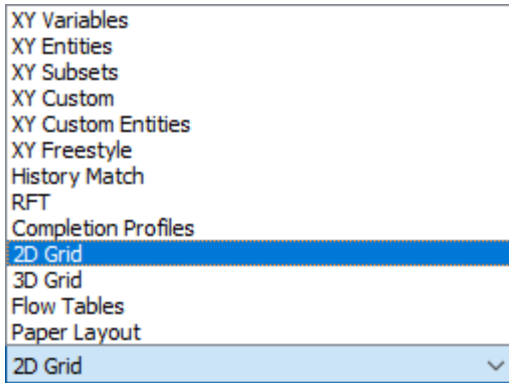 XY Variables
XY Entities
XY Subsets
XY Custom
XY Custom Entities
XY Freestyle
History Match
RFT
Completion Profiles
2D Grid
3D Grid
Flow Tables
Paper Layout
2D Grid